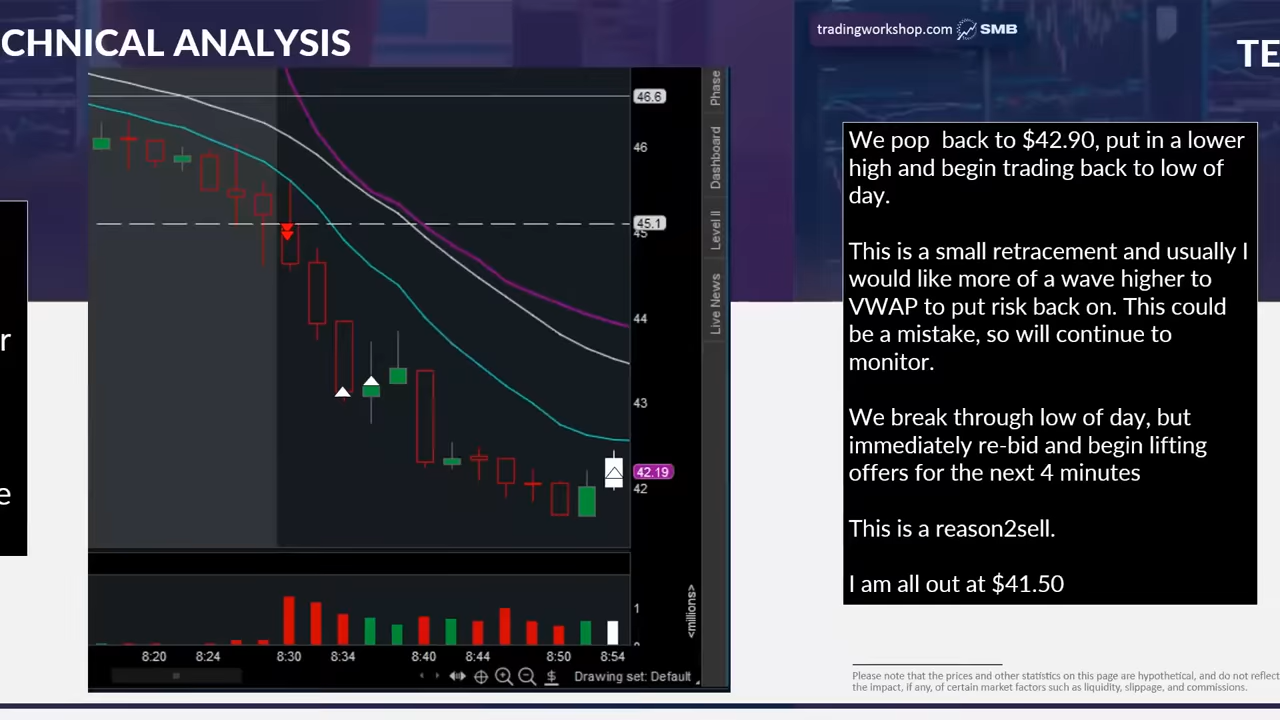 CHNICAL ANALYSIS
tradingworkshop.com SMB
TE
r
e
46.6
46
45.1
45
44
43
42.19
42
1
0
<millions>
Phase
Dashboard
Level II
Live News
8:20 8:24 8:30 8:34 8:40 8:44 8:50 8:54
Drawing set: Default
We pop back to $42.90, put in a lower
high and begin trading back to low of
day.
This is a small retracement and usually I
would like more of a wave higher to
VWAP to put risk back on. This could
be a mistake, so will continue to
monitor.
We break through low of day, but
immediately re-bid and begin lifting
offers for the next 4 minutes
This is a reason2sell.
I am all out at $41.50
Please note that the prices and other statistics on this page are hypothetical, and do not reflect
the impact, if any, of certain market factors such as liquidity, slippage, and commissions.